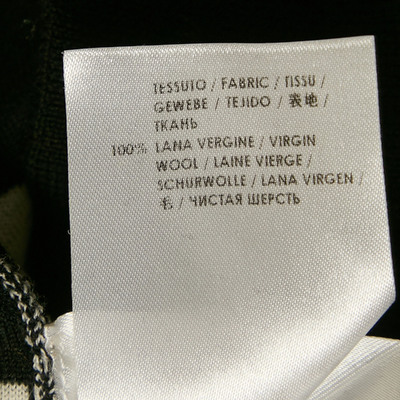 TESSUTO / FABRIC / TISSU /
GEWEBE / TEJIDO / 表地 /
ТКАНЬ
100% LANA VERGINE / VIRGIN
WOOL / LAINE VIERGE /
SCHURWOLLE / LANA VIRGEN /
毛 / ЧИСТАЯ ШЕРСТЬ